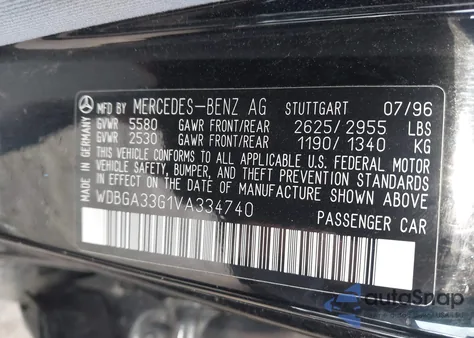 MFD BY MERCEDES-BENZ AG STUTTGART 07/96
GVWR 5580 GAWR FRONT/REAR 2625/2955 LBS
GVWR 2530 GAWR FRONT/REAR 1190/1340 KG
THIS VEHICLE CONFORMS TO ALL APPLICABLE U.S. FEDERAL MOTOR
VEHICLE SAFETY, BUMPER, AND THEFT PREVENTION STANDARDS
IN EFFECT ON THE DATE OF MANUFACTURE SHOWN ABOVE.
WDBGA33G1VA334740
PASSENGER CAR
MADE IN GERMANY
autoSnap